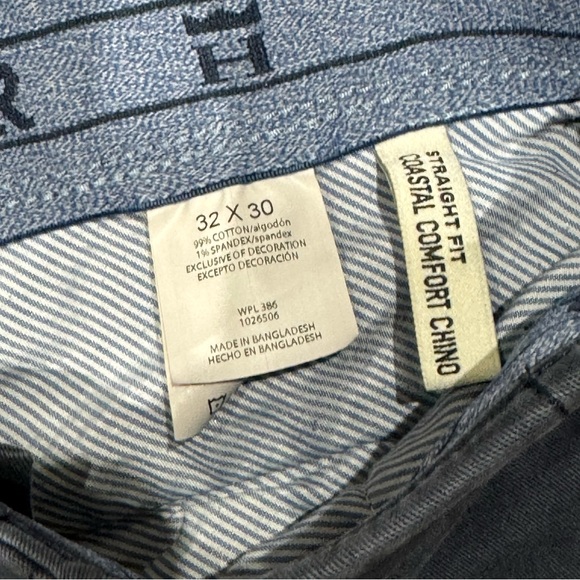 R H
32 X 30
99% COTTON/algodón
1% SPANDEX/spandex
EXCLUSIVE OF DECORATION
EXCEPTO DECORACIÓN
WPL 386
1026506
MADE IN BANGLADESH
HECHO EN BANGLADESH
STRAIGHT FIT
COASTAL COMFORT CHINO